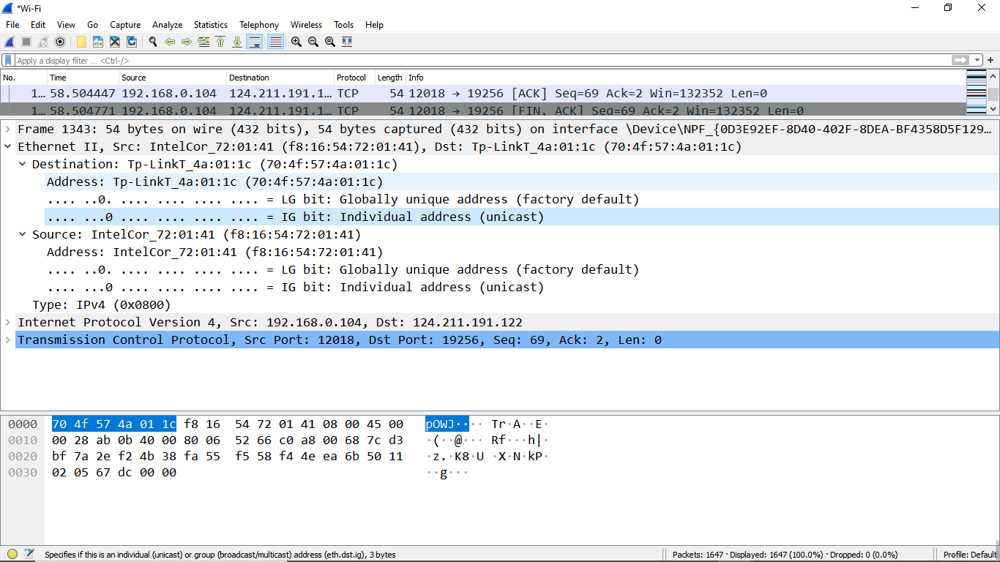 *Wi-Fi
File Edit View Go Capture Analyze Statistics Telephony Wireless Tools Help
Apply a display filter ... <Ctrl-/>
No. Time Source Destination Protocol Length Info
1… 58.504447 192.168.0.104 124.211.191.1… TCP 54 12018 → 19256 [ACK] Seq=69 Ack=2 Win=132352 Len=0
1… 58.504771 192.168.0.104 124.211.191.1… TCP 54 12018 → 19256 [FIN, ACK] Seq=69 Ack=2 Win=132352 Len=0
Frame 1343: 54 bytes on wire (432 bits), 54 bytes captured (432 bits) on interface \Device\NPF_{0D3E92EF-8D40-402F-8DEA-BF4358D5F129…
Ethernet II, Src: IntelCor_72:01:41 (f8:16:54:72:01:41), Dst: Tp-LinkT_4a:01:1c (70:4f:57:4a:01:1c)
Destination: Tp-LinkT_4a:01:1c (70:4f:57:4a:01:1c)
Address: Tp-LinkT_4a:01:1c (70:4f:57:4a:01:1c)
.... ..0. .... .... .... .... = LG bit: Globally unique address (factory default)
.... ...0 .... .... .... .... = IG bit: Individual address (unicast)
Source: IntelCor_72:01:41 (f8:16:54:72:01:41)
Address: IntelCor_72:01:41 (f8:16:54:72:01:41)
.... ..0. .... .... .... .... = LG bit: Globally unique address (factory default)
.... ...0 .... .... .... .... = IG bit: Individual address (unicast)
Type: IPv4 (0x0800)
Internet Protocol Version 4, Src: 192.168.0.104, Dst: 124.211.191.122
Transmission Control Protocol, Src Port: 12018, Dst Port: 19256, Seq: 69, Ack: 2, Len: 0
0000 70 4f 57 4a 01 1c f8 16 54 72 01 41 08 00 45 00 pOWJ···· Tr·A··E·
0010 00 28 ab 0b 40 00 80 06 52 66 c0 a8 00 68 7c d3 ·(··@··· Rf···h|·
0020 bf 7a 2e f2 4b 38 fa 55 f5 58 f4 4e ea 6b 50 11 ·z.·K8·U ·X·N·kP·
0030 02 05 67 dc 00 00 ··g···
Specifies if this is an individual (unicast) or group (broadcast/multicast) address (eth.dst.ig), 3 bytes
Packets: 1647 · Displayed: 1647 (100.0%) · Dropped: 0 (0.0%)
Profile: Default